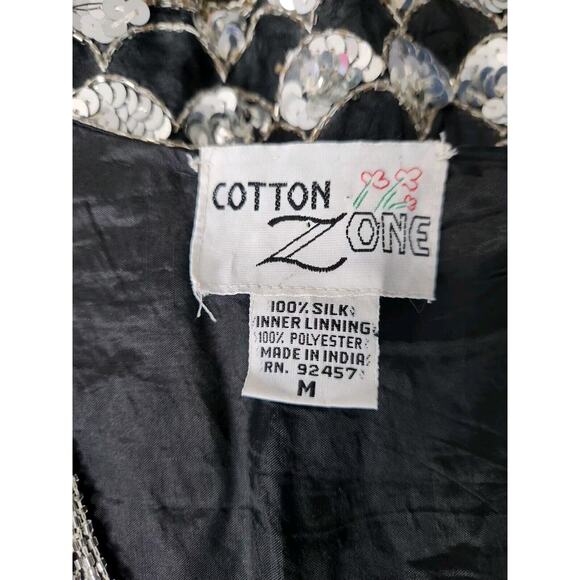 COTTON
ZONE
100% SILK
INNER LINNING
100% POLYESTER
MADE IN INDIA
RN. 92457
M